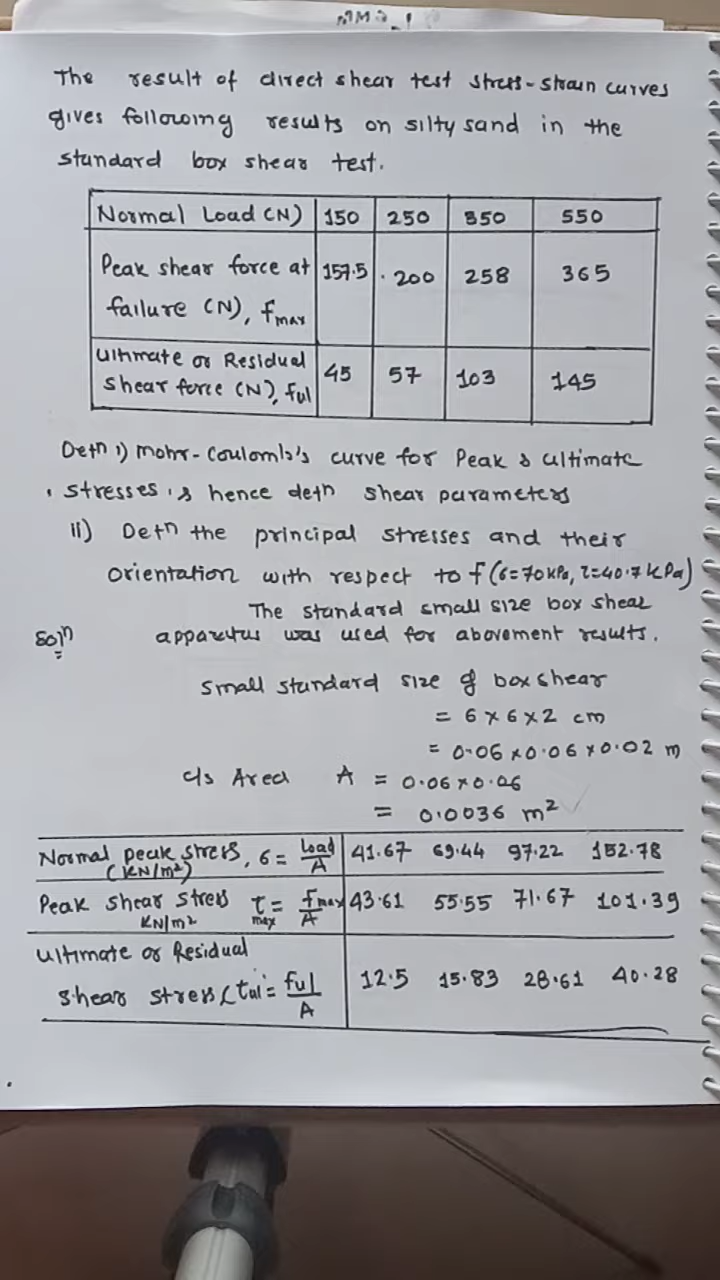 The result of direct shear test stress-strain curves
gives following results on silty sand in the
standard box shear test.
Normal Load (N) 150 250 350 550
Peak shear force at 157.5 200 258 365
failure (N), fmax
Ultimate or Residual
shear force (N), ful 45 57 103 145
Detn i) mohr-Coulomb's curve for Peak & ultimate
stresses & hence detn shear parameters
ii) Detn the principal stresses and their
orientation with respect to f(σ=70kPa, τ=40.7 kPa)
The standard small size box shear
Soln apparatus was used for abovement results.
small standard size of box shear
= 6 × 6 × 2 cm
= 0.06 × 0.06 × 0.02 m
c/s Area A = 0.06 × 0.06
= 0.0036 m²
Normal peak stress, σ = Load/A 41.67 69.44 97.22 152.78
(KN/m²)
Peak shear stress τmax = fmax/A 43.61 55.55 71.67 101.39
KN/m²
Ultimate or Residual
shear stress (τul = ful/A 12.5 15.83 28.61 40.28